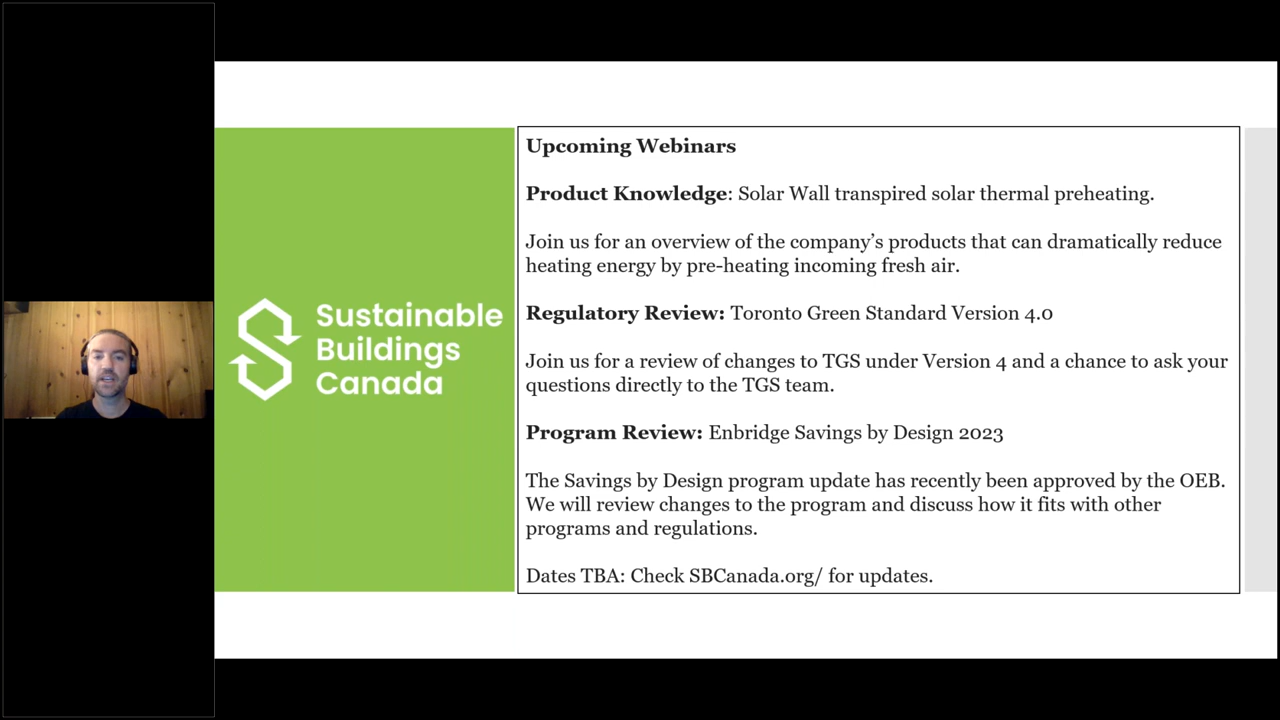 Sustainable
Buildings
Canada
Upcoming Webinars
Product Knowledge: Solar Wall transpired solar thermal preheating.
Join us for an overview of the company’s products that can dramatically reduce
heating energy by pre-heating incoming fresh air.
Regulatory Review: Toronto Green Standard Version 4.0
Join us for a review of changes to TGS under Version 4 and a chance to ask your
questions directly to the TGS team.
Program Review: Enbridge Savings by Design 2023
The Savings by Design program update has recently been approved by the OEB.
We will review changes to the program and discuss how it fits with other
programs and regulations.
Dates TBA: Check SBCanada.org/ for updates.